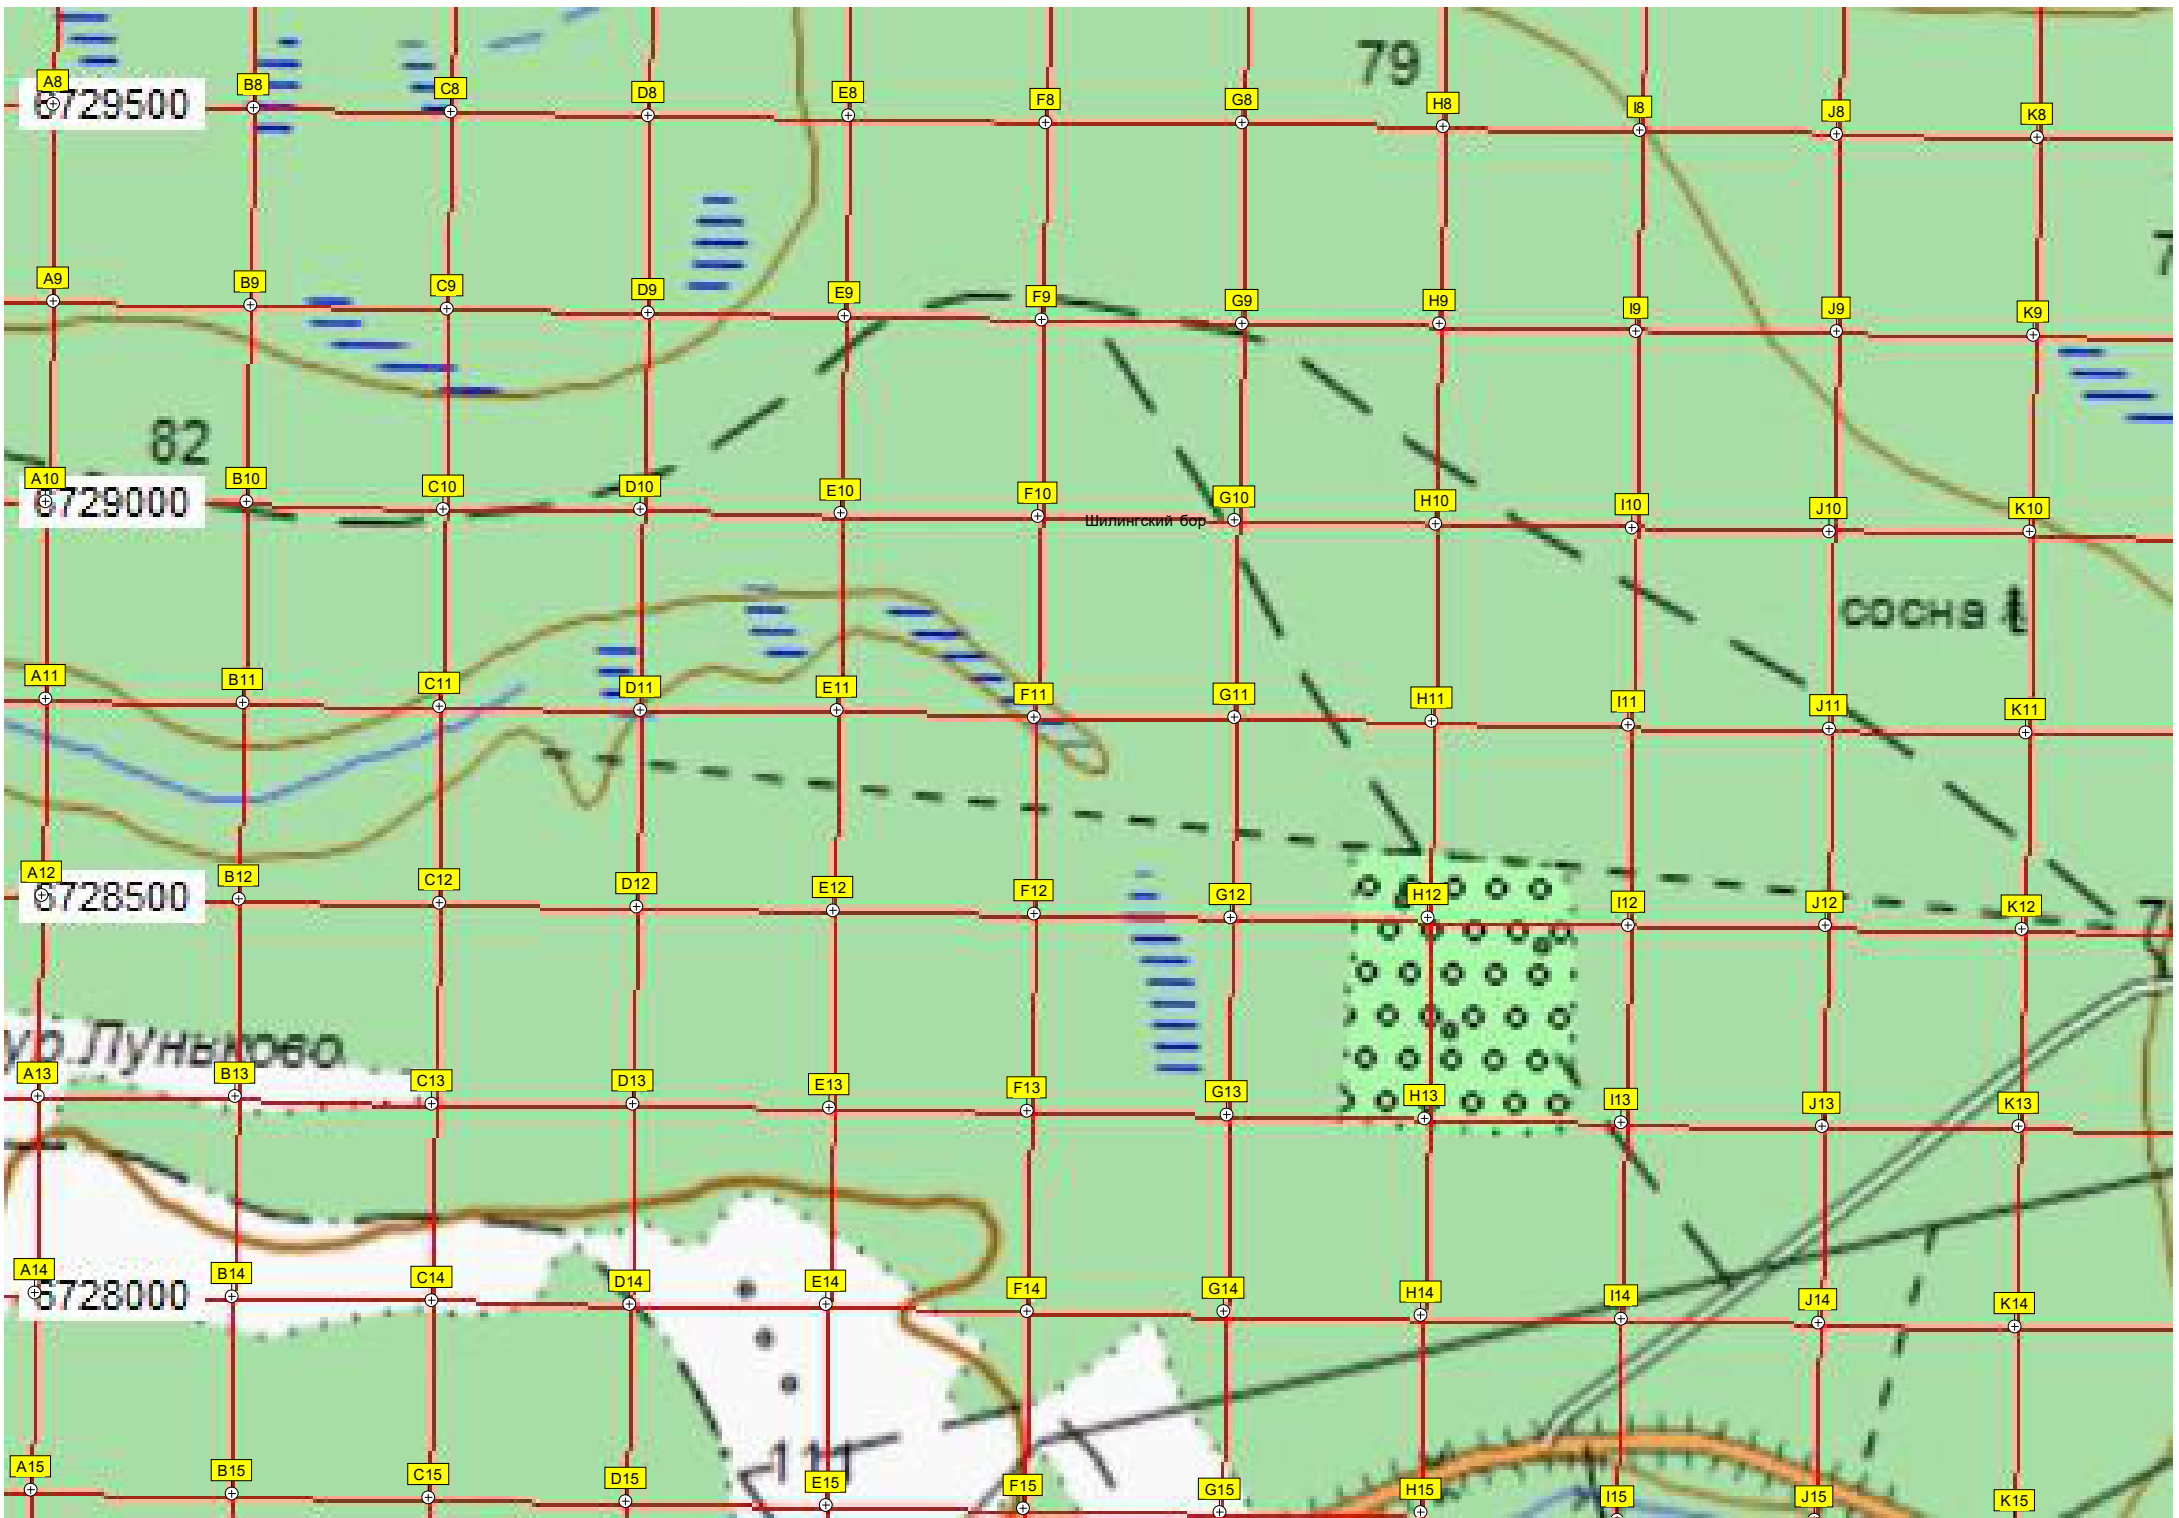 79
A8 B8 C8 D8 E8 F8 G8 H8 I8 J8 K8
6729500
A9 B9 C9 D9 E9 F9 G9 H9 I9 J9 K9
82
A10 B10 C10 D10 E10 F10 G10 H10 I10 J10 K10
6729000
Шилингский бор
сосна
A11 B11 C11 D11 E11 F11 G11 H11 I11 J11 K11
A12 B12 C12 D12 E12 F12 G12 H12 I12 J12 K12
6728500
ур. Луньково
A13 B13 C13 D13 E13 F13 G13 H13 I13 J13 K13
A14 B14 C14 D14 E14 F14 G14 H14 I14 J14 K14
6728000
111
A15 B15 C15 D15 E15 F15 G15 H15 I15 J15 K15